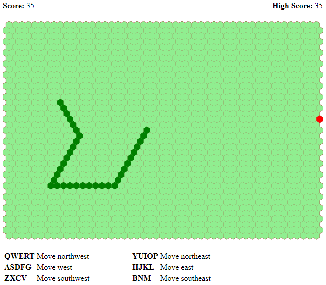 Score: 35 High Score: 35
QWERT Move northwest YUIOP Move northeast
ASDFG Move west HJKL Move east
ZXCV Move southwest BNM Move southeast